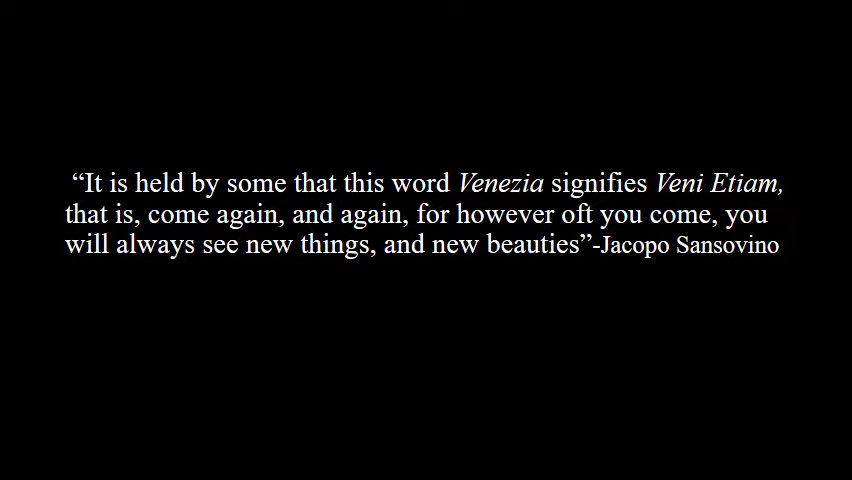 “It is held by some that this word Venezia signifies Veni Etiam,
that is, come again, and again, for however oft you come, you
will always see new things, and new beauties”-Jacopo Sansovino